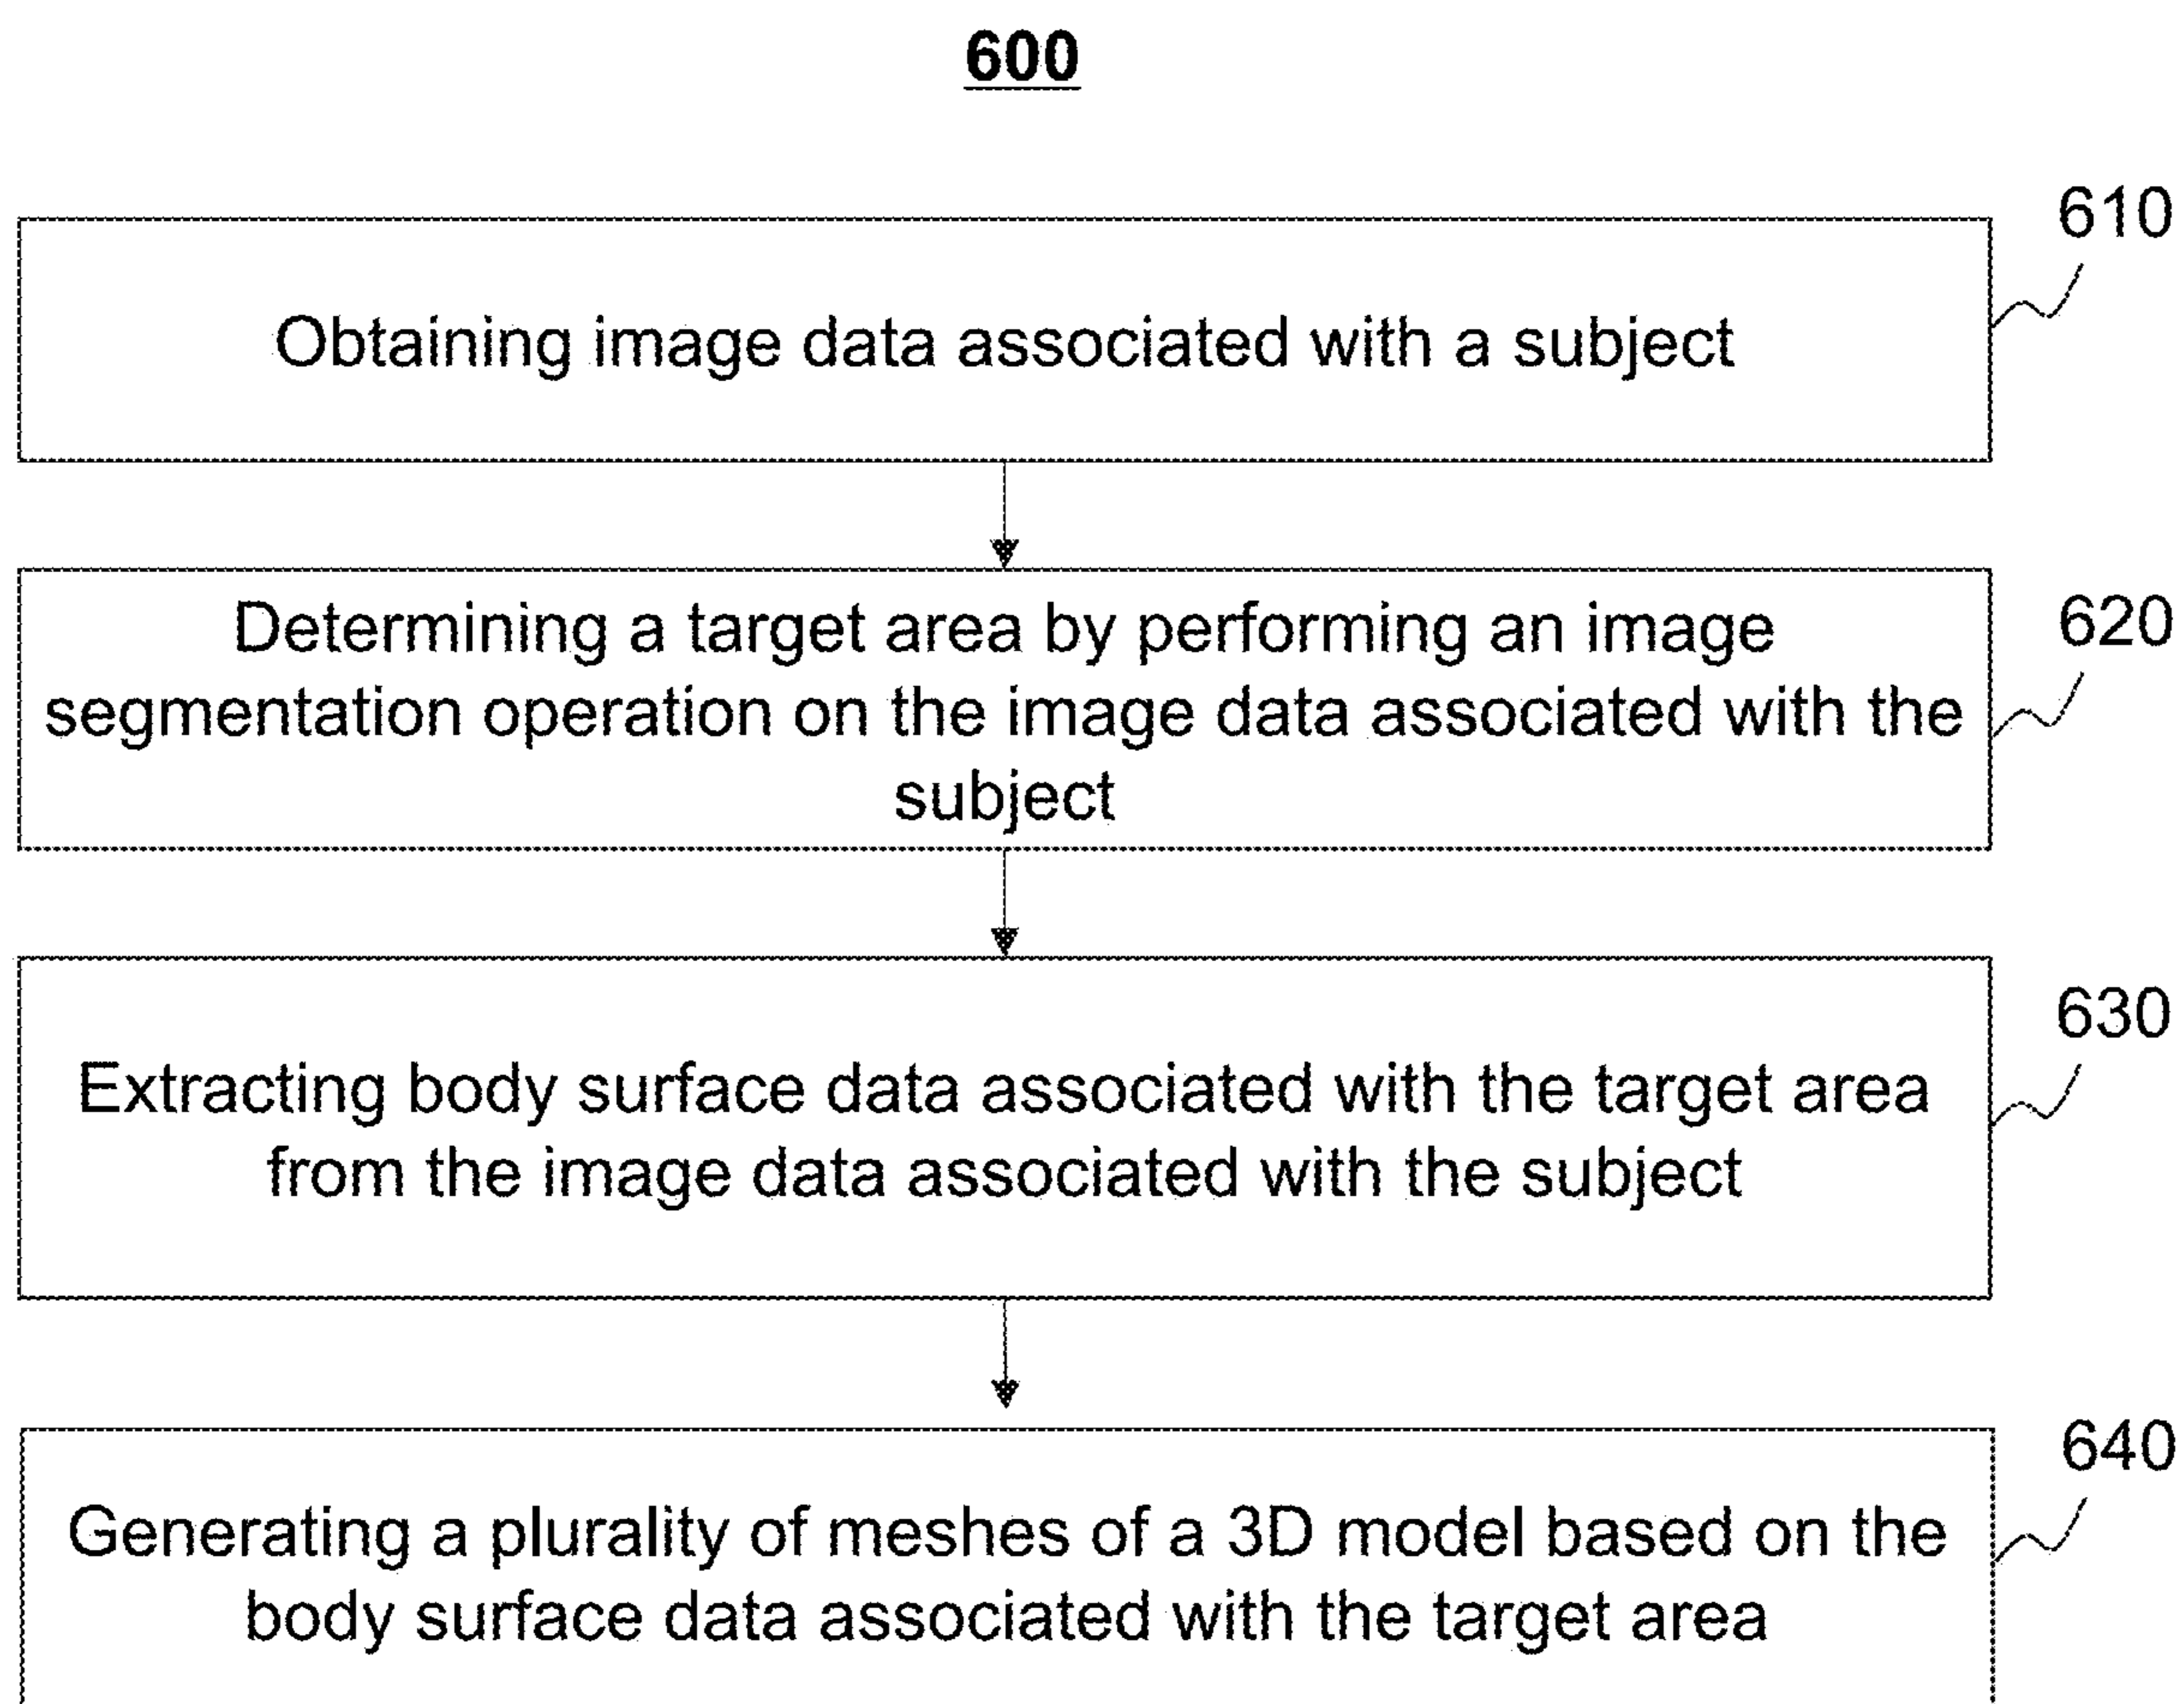 600
610
Obtaining image data associated with a subject
620
Determining a target area by performing an image
segmentation operation on the image data associated with the
subject
630
Extracting body surface data associated with the target area
from the image data associated with the subject
640
Generating a plurality of meshes of a 3D model based on the
body surface data associated with the target area